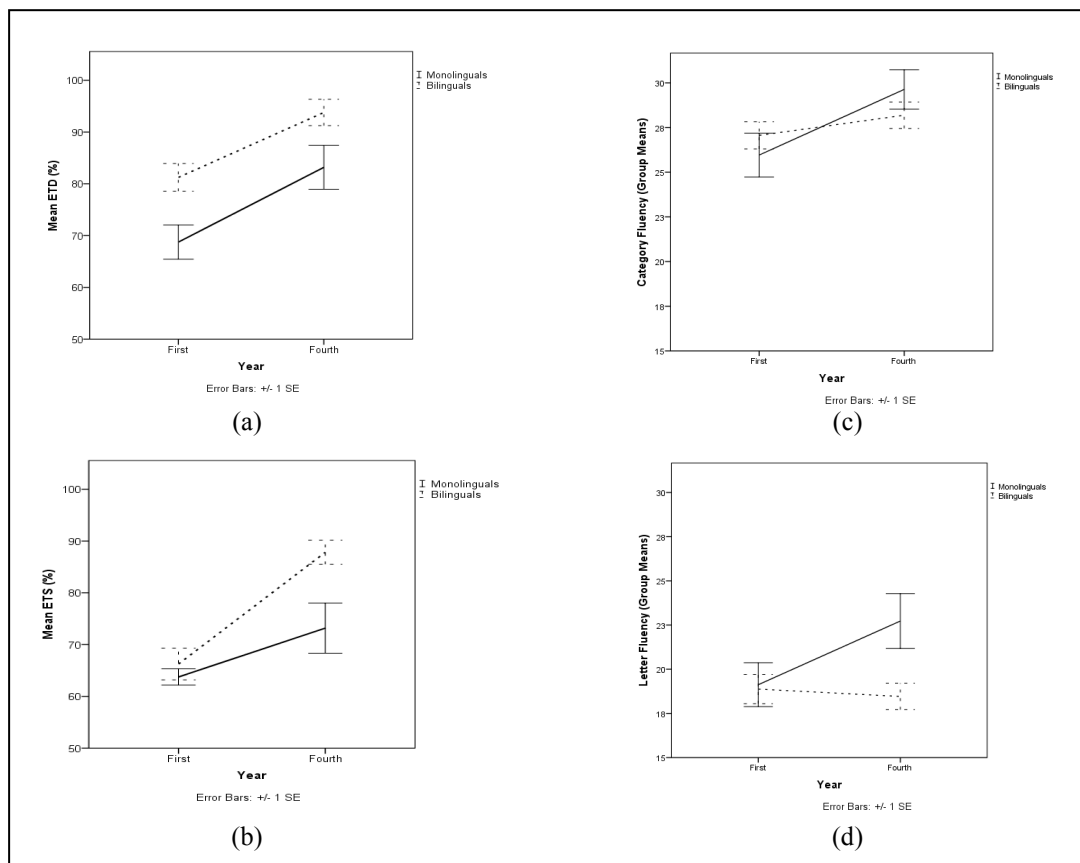 Mean ETD (%)
100
90
80
70
60
50
First
Fourth
Year
Error Bars: +/- 1 SE
Monolinguals
Bilinguals
(a)
Category Fluency (Group Means)
30
28
25
23
20
18
15
First
Fourth
Year
Error Bars: +/- 1 SE
Monolinguals
Bilinguals
(c)
Mean ETS (%)
100
90
80
70
60
50
First
Fourth
Year
Error Bars: +/- 1 SE
Monolinguals
Bilinguals
(b)
Letter Fluency (Group Means)
30
28
25
23
20
18
15
First
Fourth
Year
Error Bars: +/- 1 SE
Monolinguals
Bilinguals
(d)